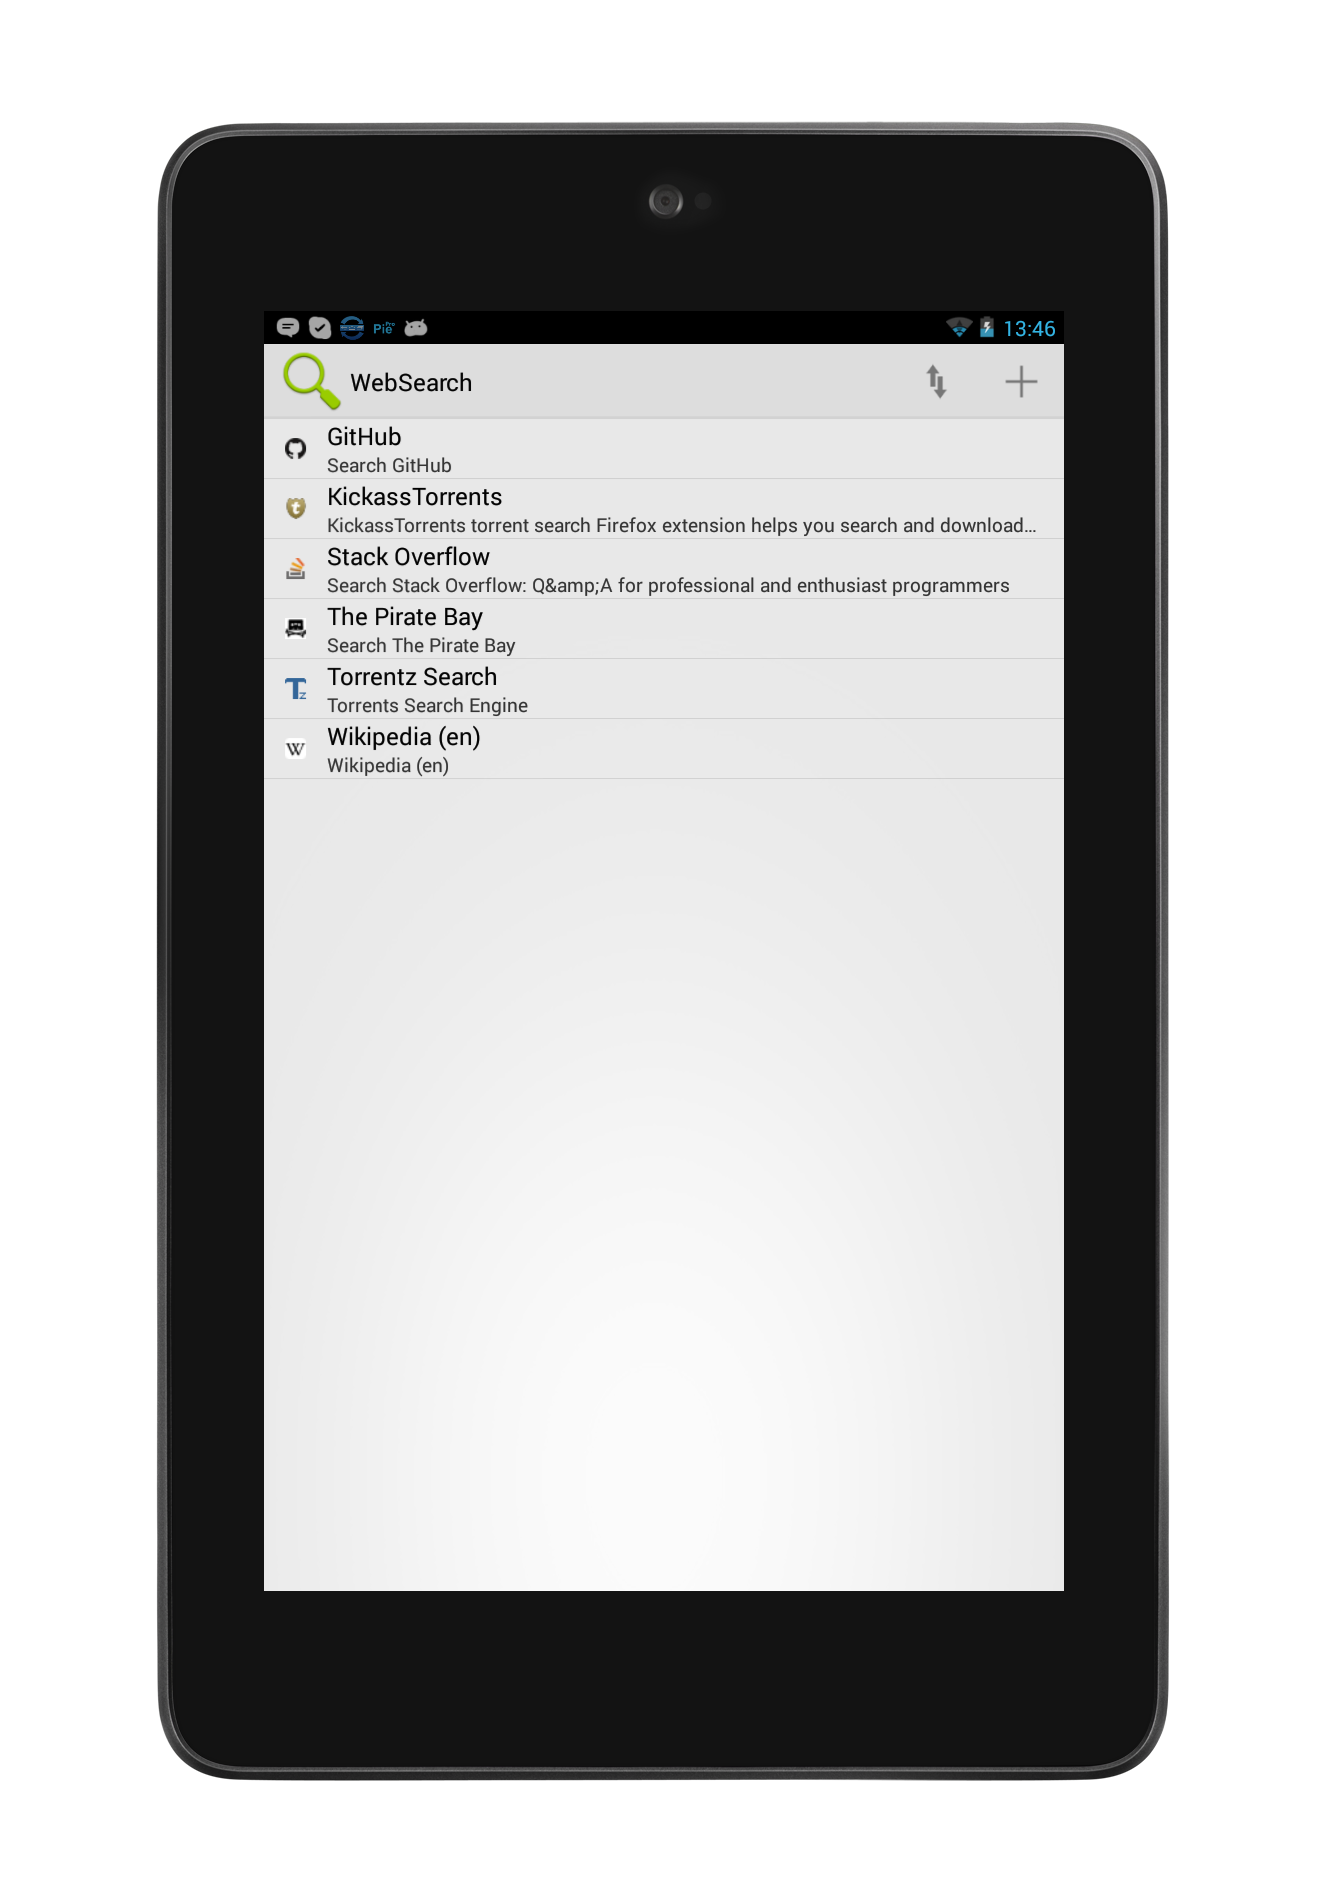 Pie Pro
13:46
WebSearch
GitHub
Search GitHub
KickassTorrents
KickassTorrents torrent search Firefox extension helps you search and download...
Stack Overflow
Search Stack Overflow: Q&amp;A for professional and enthusiast programmers
The Pirate Bay
Search The Pirate Bay
Torrentz Search
Torrents Search Engine
Wikipedia (en)
Wikipedia (en)